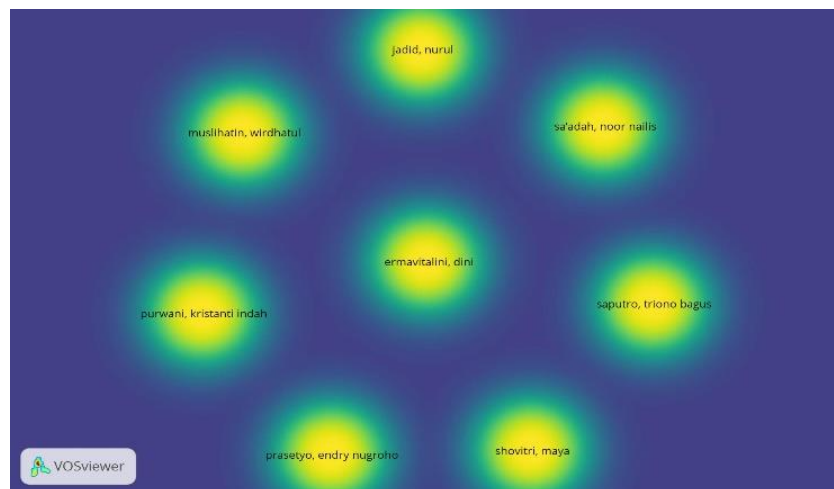 jadid, nurul
muslihatin, wirdhatul
sa'adah, noor nailis
ermavitalini, dini
purwani, kristanti indah
saputro, triono bagus
prasetyo, endry nugroho
shovitri, maya
VOSviewer